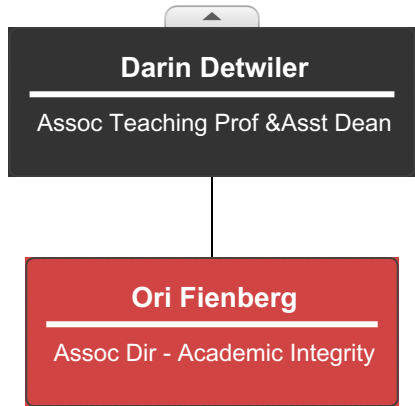 Darin Detwiler
Assoc Teaching Prof &Asst Dean
Ori Fienberg
Assoc Dir - Academic Integrity